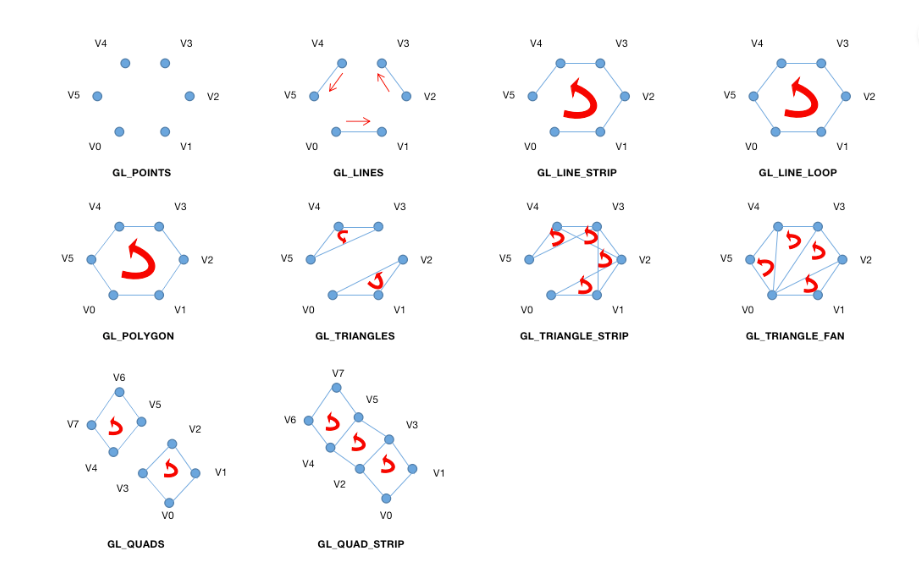 V4 V3 V4 V3 V4 V3 V4 V3
V5 V2 V5 V2 V5 V2 V5 V2
V0 V1 V0 V1 V0 V1 V0 V1
GL_POINTS GL_LINES GL_LINE_STRIP GL_LINE_LOOP
V4 V3 V4 V3 V4 V3 V4 V3
V5 V2 V5 V2 V5 V2 V5 V2
V0 V1 V0 V1 V0 V1 V0 V1
GL_POLYGON GL_TRIANGLES GL_TRIANGLE_STRIP GL_TRIANGLE_FAN
V6 V7
V5 V5
V7 V2 V6 V3
V4 V1 V4 V1
V3 V2
V0 V0
GL_QUADS GL_QUAD_STRIP